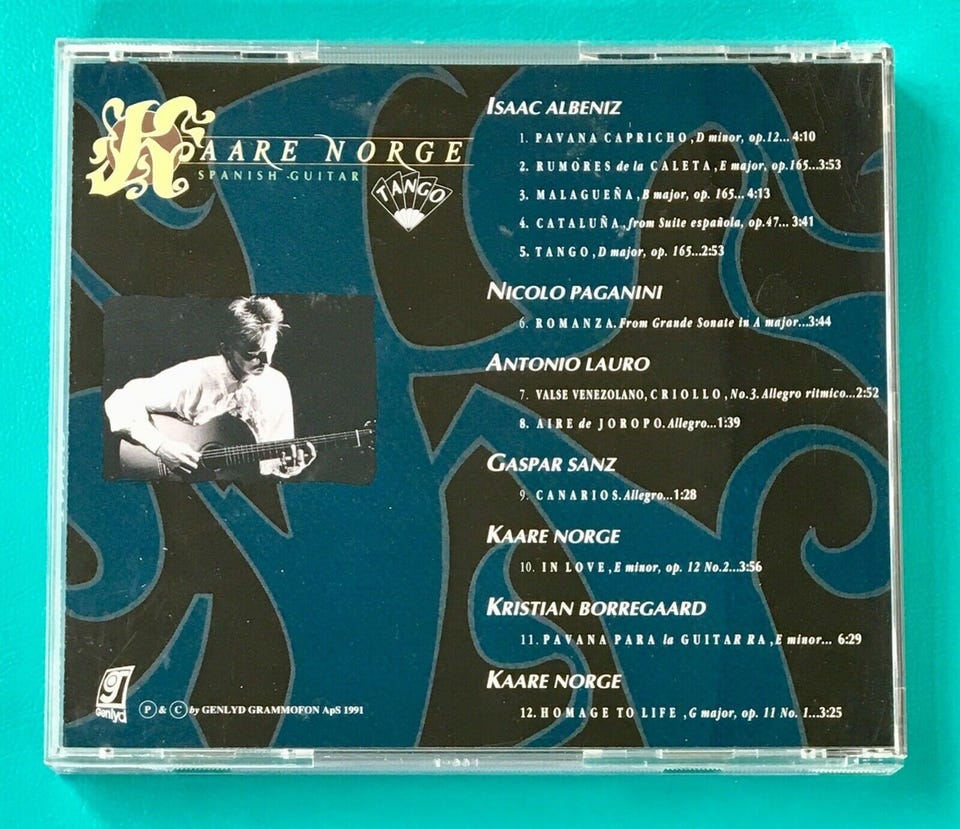 KAARE NORGE
SPANISH-GUITAR
TANGO
ISAAC ALBENIZ
1. PAVANA CAPRICHO, D minor, op.12... 4:10
2. RUMORES de la CALETA, E major, op.165...3:53
3. MALAGUEÑA, B major, op. 165... 4:13
4. CATALUÑA, from Suite española, op.47... 3:41
5. TANGO, D major, op. 165...2:53
NICOLO PAGANINI
6. ROMANZA. From Grande Sonate in A major...3:44
ANTONIO LAURO
7. VALSE VENEZOLANO, CRIOLLO, No.3. Allegro ritmico...2:52
8. AIRE de JOROPO. Allegro...1:39
GASPAR SANZ
9. CANARIOS. Allegro...1:28
KAARE NORGE
10. IN LOVE, E minor, op. 12 No.2...3:56
KRISTIAN BORREGAARD
11. PAVANA PARA la GUITARRA, E minor... 6:29
KAARE NORGE
12. HOMAGE TO LIFE, G major, op. 11 No. 1...3:25
Genlyd
Ⓟ & Ⓒ by GENLYD GRAMMOFON ApS 1991